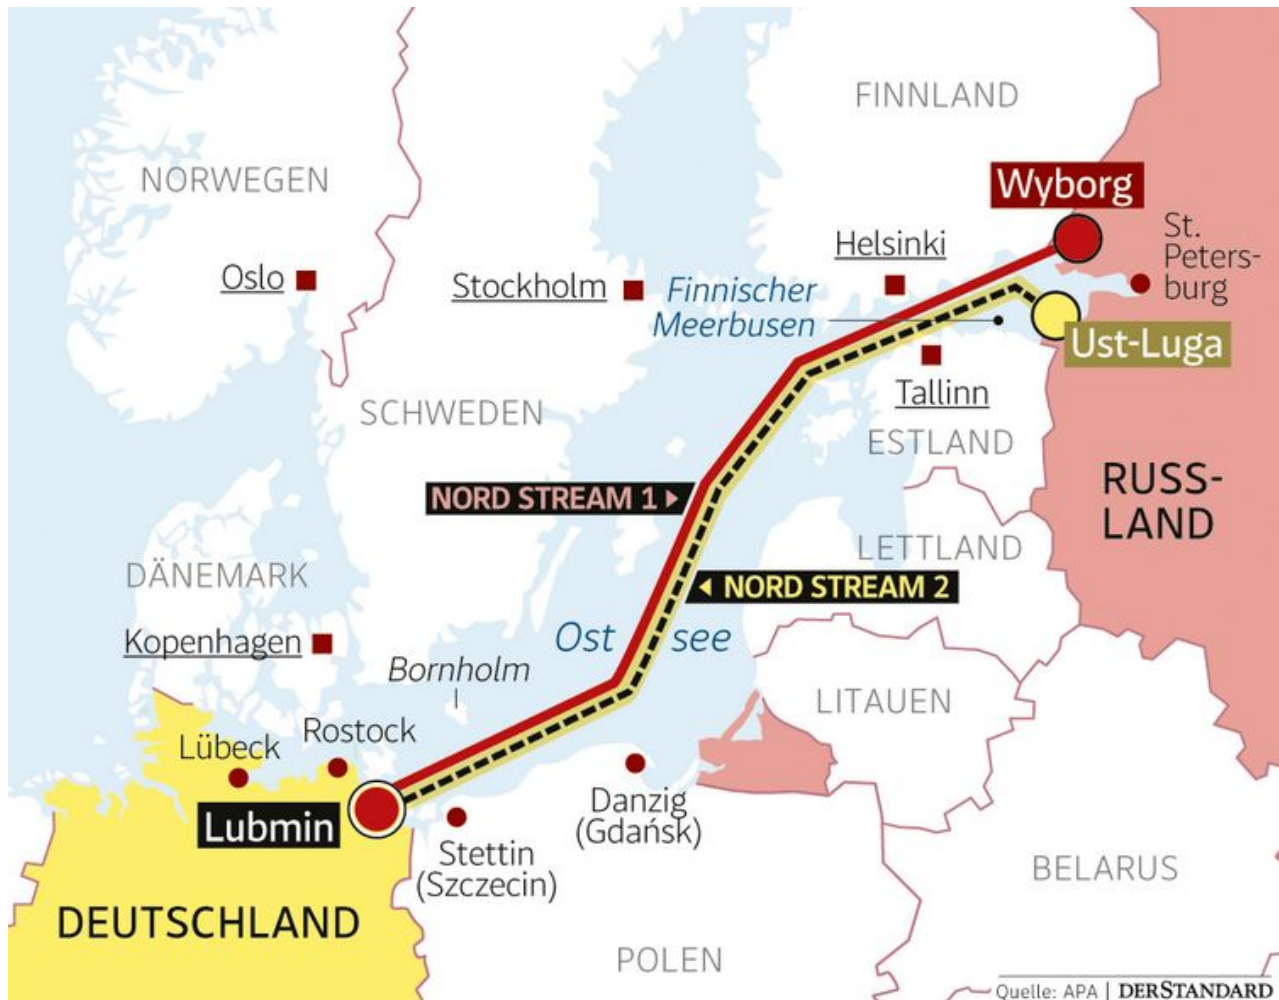 FINNLAND
NORWEGEN
Wyborg
St.
Peters-
burg
Helsinki
Oslo
Stockholm
Finnischer
Meerbusen
Ust-Luga
Tallinn
SCHWEDEN
ESTLAND
NORD STREAM 1
RUSS-
LAND
LETTLAND
DÄNEMARK
NORD STREAM 2
Kopenhagen
Ost see
Bornholm
LITAUEN
Rostock
Lübeck
Lubmin
Danzig
(Gdańsk)
Stettin
(Szczecin)
BELARUS
DEUTSCHLAND
POLEN
Quelle: APA | DERSTANDARD